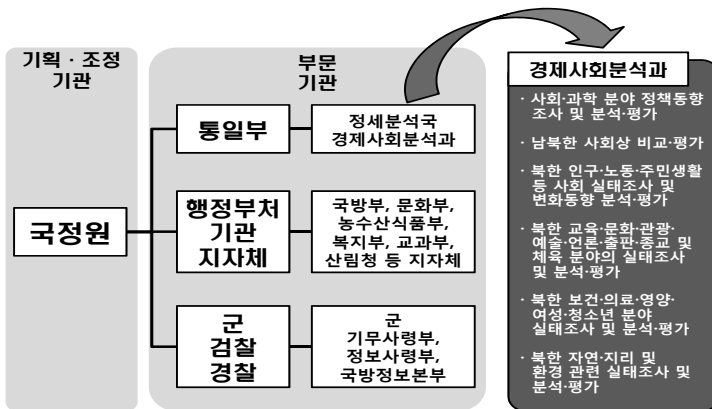 기획·조정
기관
부문
기관
국정원
통일부
정세분석국
경제사회분석과
행정부처
기관
지자체
국방부, 문화부,
농수산식품부,
복지부, 교과부,
산림청 등 지자체
군
검찰
경찰
군
기무사령부,
정보사령부,
국방정보본부
경제사회분석과
· 사회·과학 분야 정책동향
조사 및 분석·평가
· 남북한 사회상 비교·평가
· 북한 인구·노동·주민생활
등 사회 실태조사 및
변화동향 분석·평가
· 북한 교육·문화·관광·
예술·언론·출판·종교 및
체육 분야의 실태조사
및 분석·평가
· 북한 보건·의료·영양·
여성·청소년 분야
실태조사 및 분석·평가
· 북한 자연·지리 및
환경 관련 실태조사 및
분석·평가